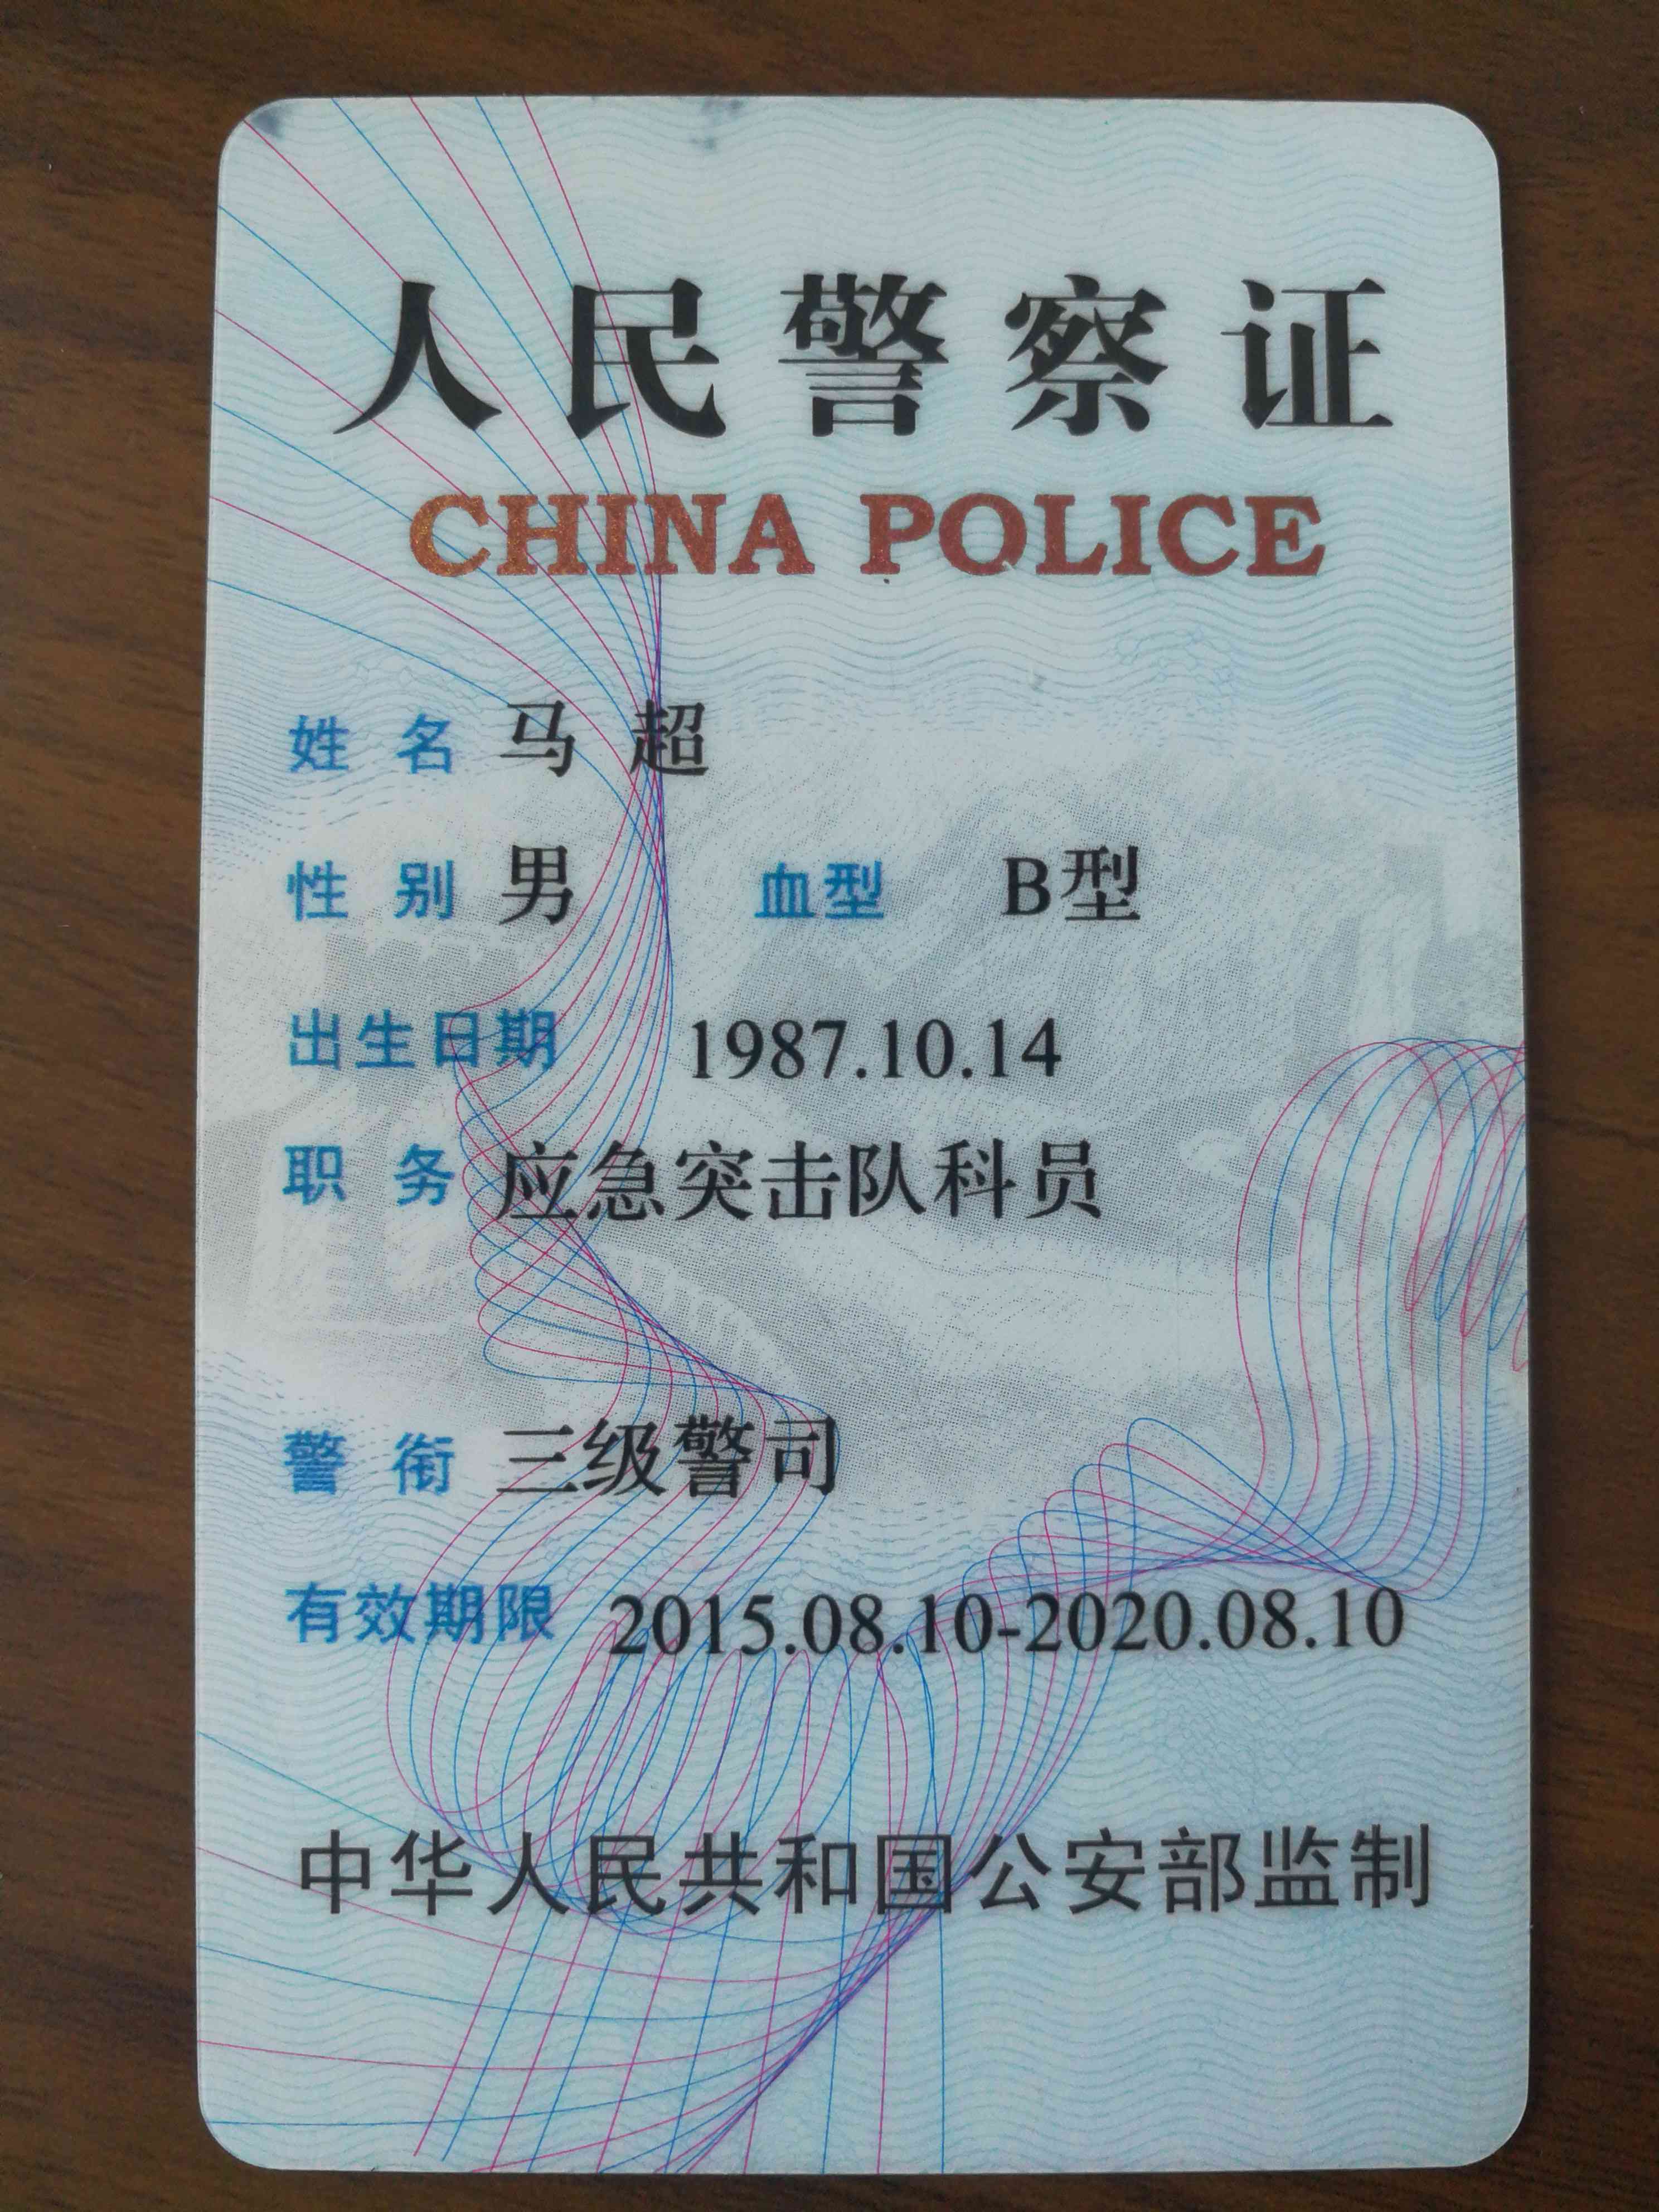 人民警察证
CHINA POLICE
姓 名 马 超
性 别 男 血型 B型
出生日期 1987.10.14
职 务 应急突击队科员
警 衔 三级警司
有效期限 2015.08.10-2020.08.10
中华人民共和国公安部监制